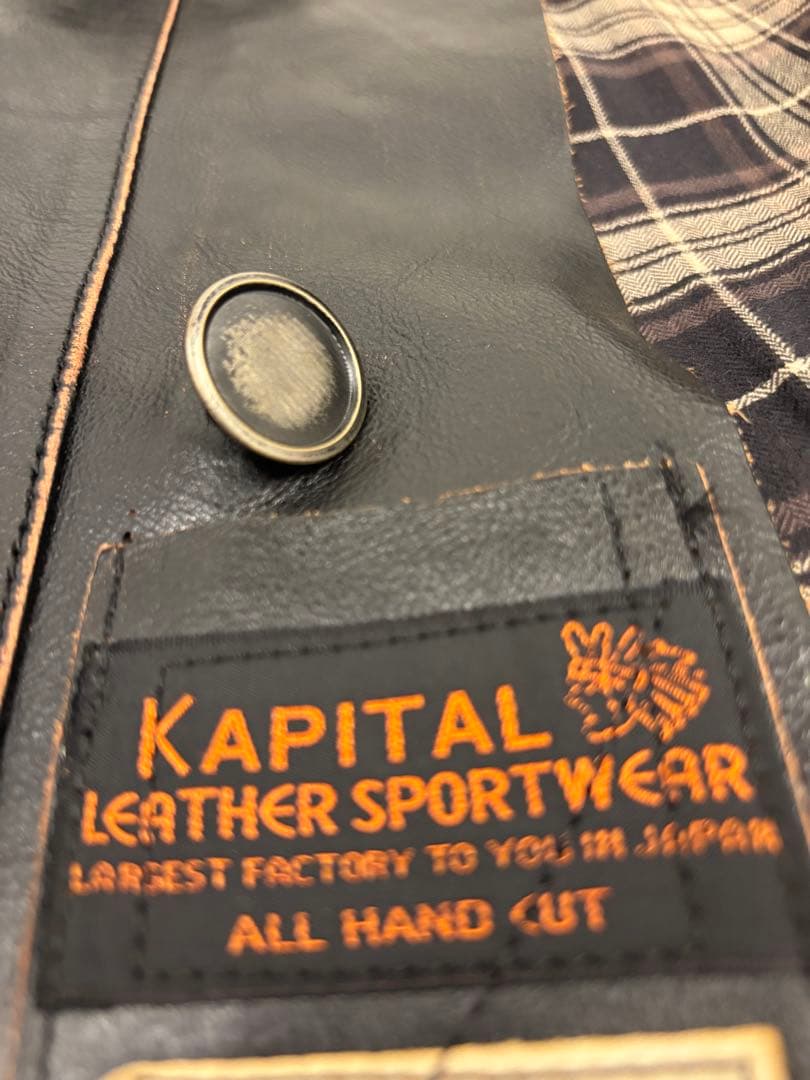 KAPITAL
LEATHER SPORTWEAR
LARGEST FACTORY TO YOU IN JAPAN
ALL HAND CUT